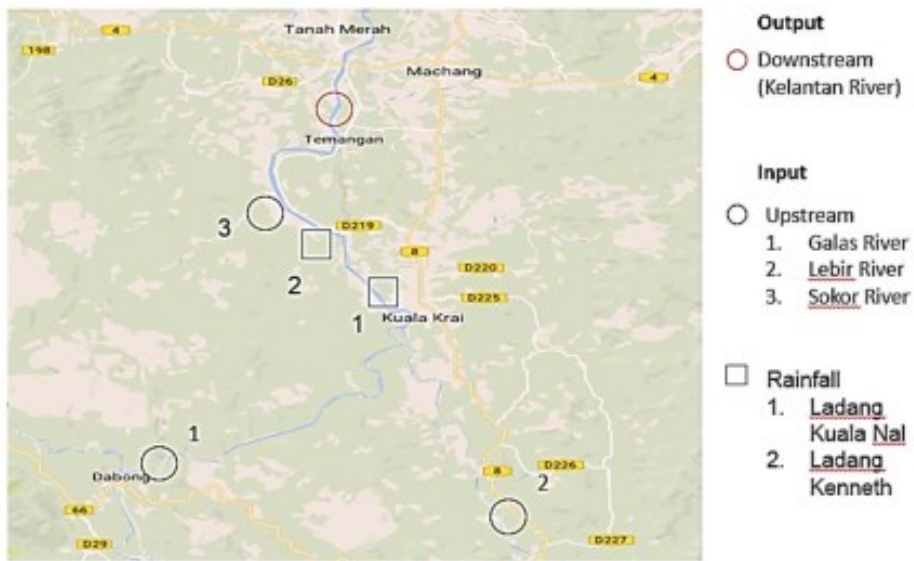 Tanah Merah
4
198
D26
Machang
4
Temangan
3
D219
8
2
D220
D225
1
Kuala Krai
1
Dabong
8
D226
2
66
D29
D227
Output
Downstream
(Kelantan River)
Input
Upstream
1. Galas River
2. Lebir River
3. Sokor River
Rainfall
1. Ladang
Kuala Nal
2. Ladang
Kenneth